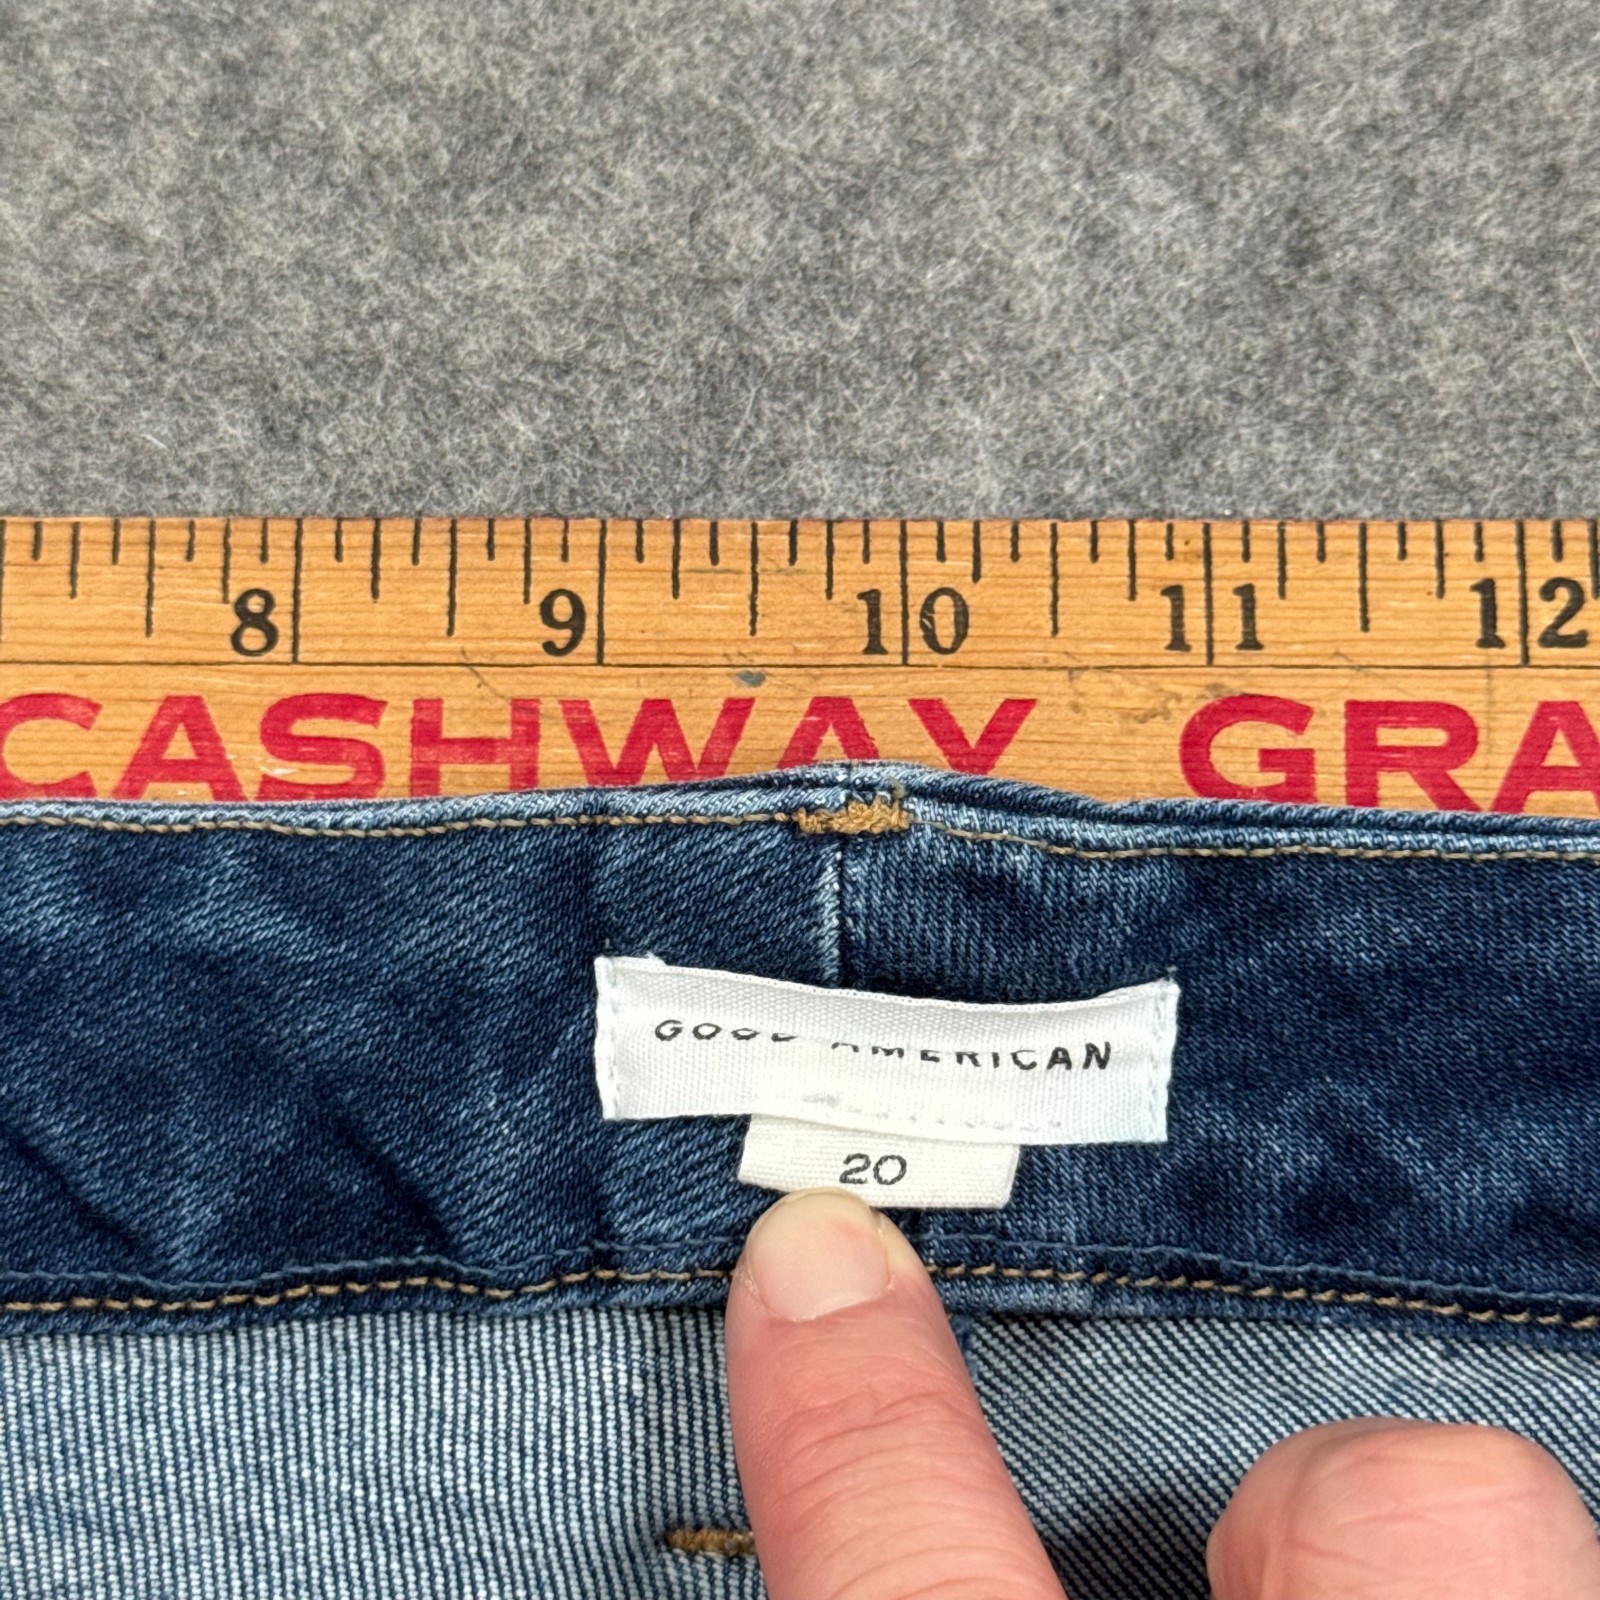 8 9 10 11 12
CASHWAY GRA
GOOD AMERICAN
20